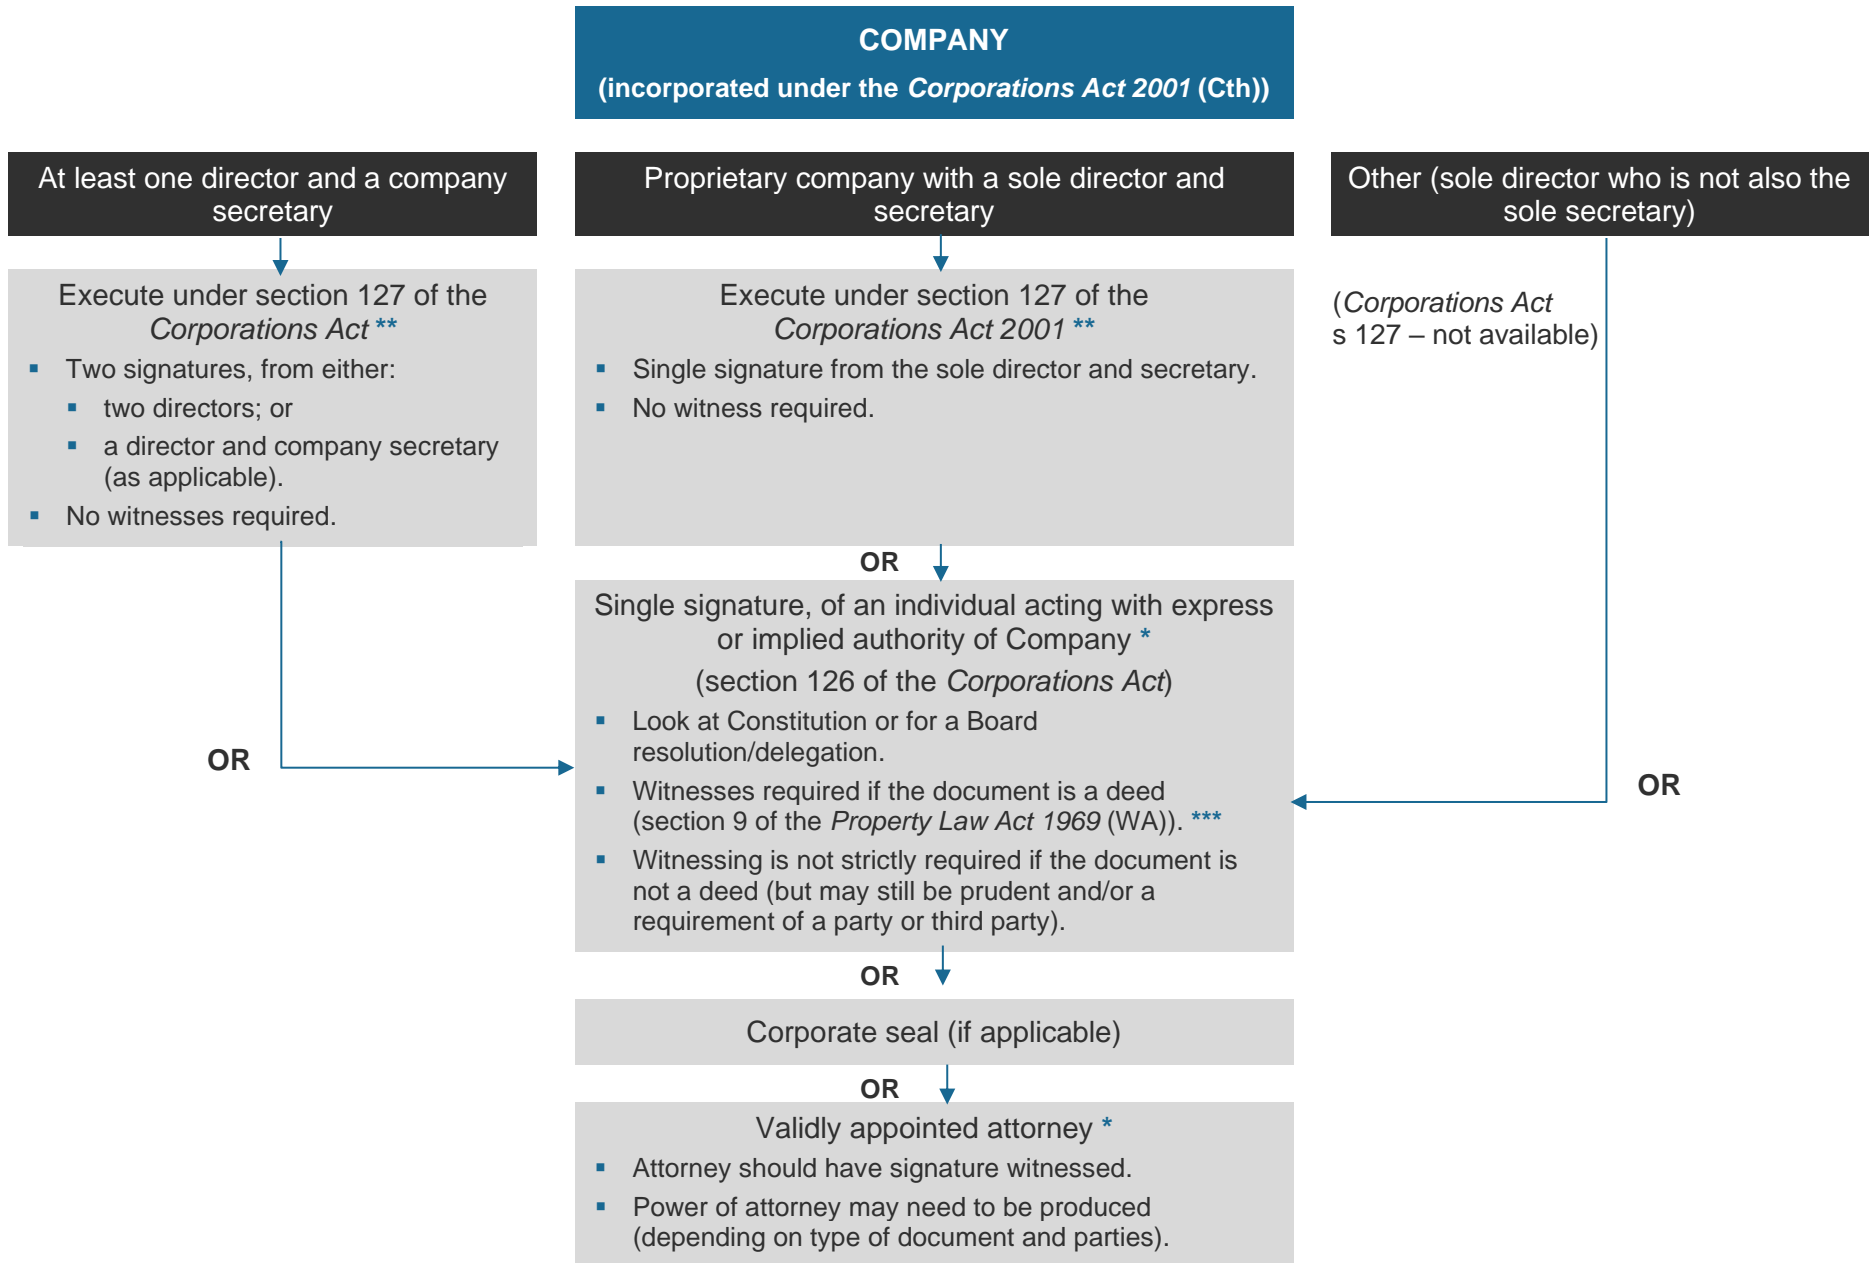 COMPANY
(incorporated under the Corporations Act 2001 (Cth))
At least one director and a company
secretary
Execute under section 127 of the
Corporations Act **
▪ Two signatures, from either:
▪ two directors; or
▪ a director and company secretary
(as applicable).
▪ No witnesses required.
OR
Proprietary company with a sole director and
secretary
Execute under section 127 of the
Corporations Act 2001 **
▪ Single signature from the sole director and secretary.
▪ No witness required.
OR
Single signature, of an individual acting with express
or implied authority of Company *
(section 126 of the Corporations Act)
▪ Look at Constitution or for a Board
resolution/delegation.
▪ Witnesses required if the document is a deed
(section 9 of the Property Law Act 1969 (WA)). ***
▪ Witnessing is not strictly required if the document is
not a deed (but may still be prudent and/or a
requirement of a party or third party).
OR
Corporate seal (if applicable)
OR
Validly appointed attorney *
▪ Attorney should have signature witnessed.
▪ Power of attorney may need to be produced
(depending on type of document and parties).
Other (sole director who is not also the
sole secretary)
(Corporations Act
s 127 – not available)
OR